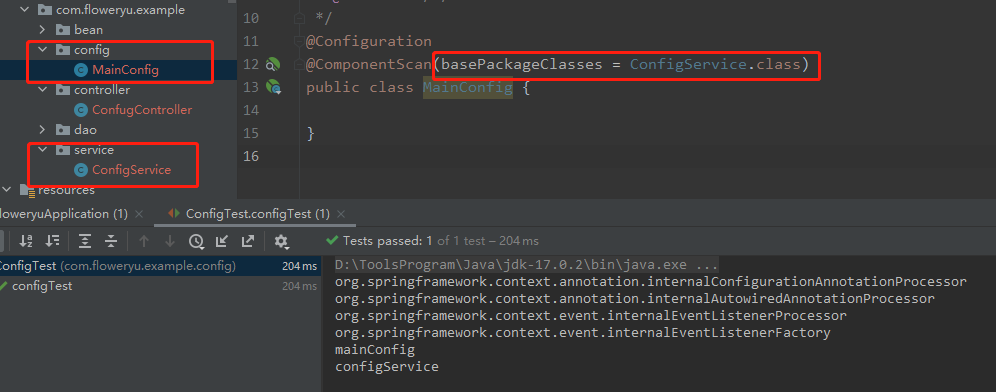 com.floweryu.example
bean
config
MainConfig
controller
ConfugController
dao
service
ConfigService
resources
10 */
11 @Configuration
12 @ComponentScan(basePackageClasses = ConfigService.class)
13 public class MainConfig {
14
15 }
16
loweryuApplication (1) × ConfigTest.configTest (1) ×
Tests passed: 1 of 1 test – 204 ms
ConfigTest (com.floweryu.example.config) 204 ms
configTest 204 ms
D:\ToolsProgram\Java\jdk-17.0.2\bin\java.exe ...
org.springframework.context.annotation.internalConfigurationAnnotationProcessor
org.springframework.context.annotation.internalAutowiredAnnotationProcessor
org.springframework.context.event.internalEventListenerProcessor
org.springframework.context.event.internalEventListenerFactory
mainConfig
configService